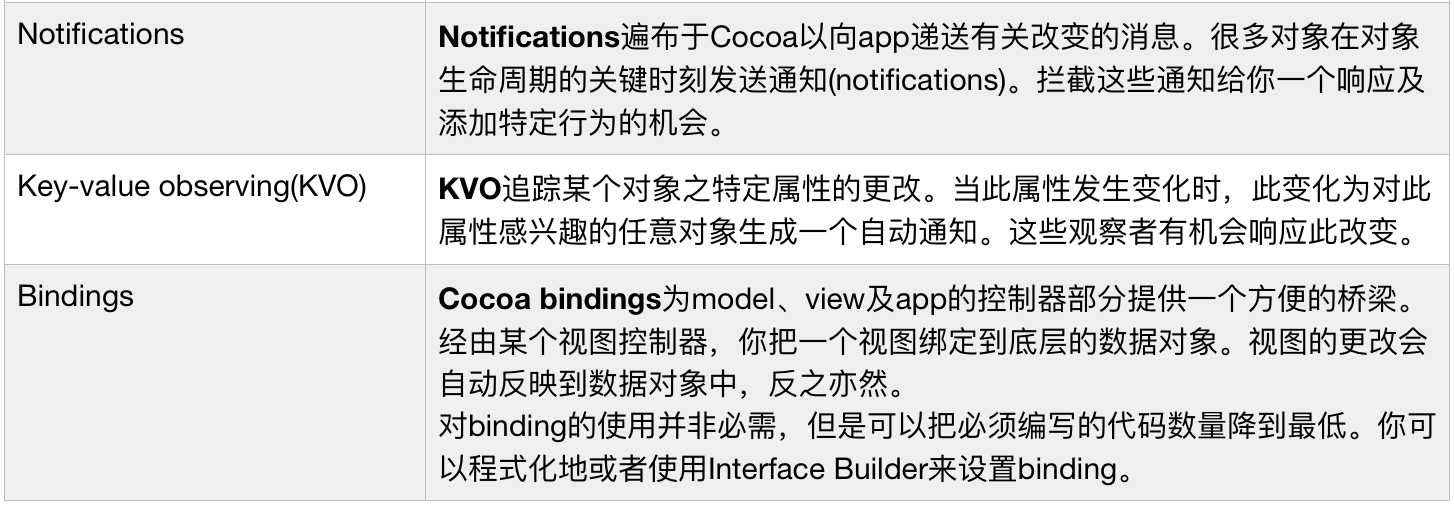 Notifications
Notifications遍布于Cocoa以向app递送有关改变的消息。很多对象在对象
生命周期的关键时刻发送通知(notifications)。拦截这些通知给你一个响应及
添加特定行为的机会。
Key-value observing(KVO)
KVO追踪某个对象之特定属性的更改。当此属性发生变化时，此变化为对此
属性感兴趣的任意对象生成一个自动通知。这些观察者有机会响应此改变。
Bindings
Cocoa bindings为model、view及app的控制器部分提供一个方便的桥梁。
经由某个视图控制器，你把一个视图绑定到底层的数据对象。视图的更改会
自动反映到数据对象中，反之亦然。
对binding的使用并非必需，但是可以把必须编写的代码数量降到最低。你可
以程式化地或者使用Interface Builder来设置binding。